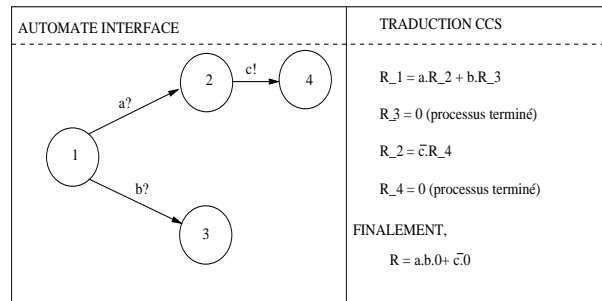 AUTOMATE INTERFACE
TRADUCTION CCS
a?
2
c!
4
1
b?
3
R_1 = a.R_2 + b.R_3
R_3 = 0 (processus terminé)
R_2 = c̄.R_4
R_4 = 0 (processus terminé)
FINALEMENT,
R = a.b.0+ c̄.0